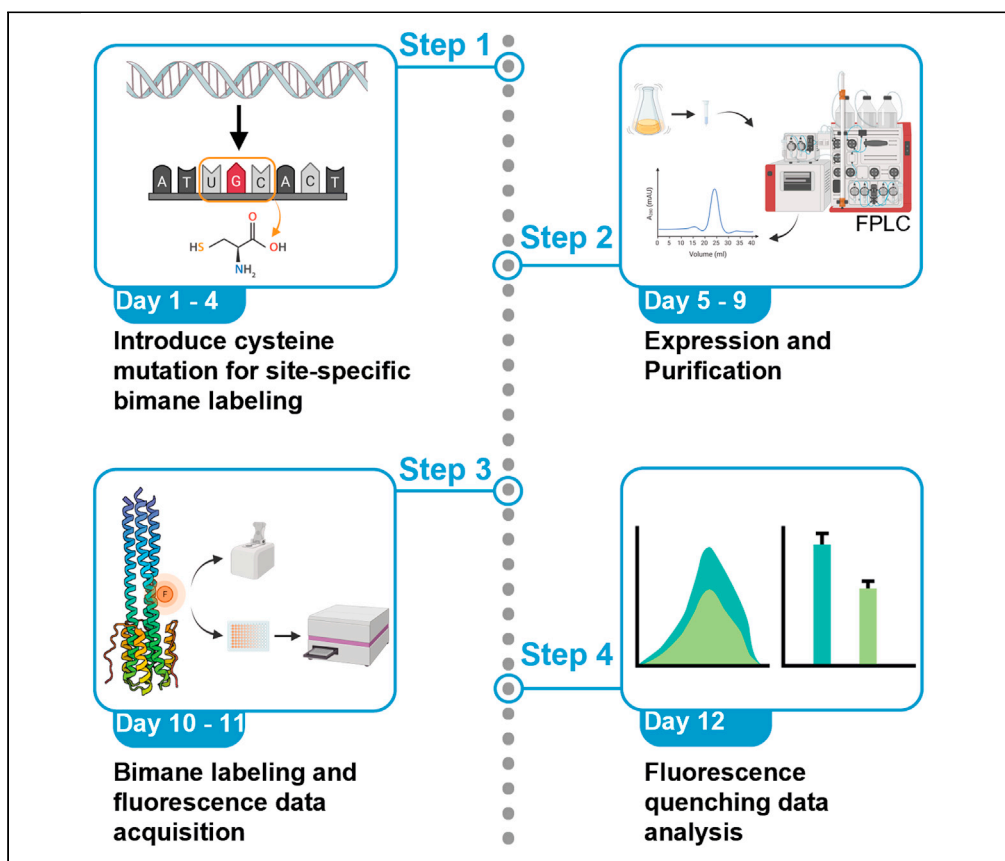 Step 1
A T U G C A C T
O
HS
OH
NH₂
Day 1 - 4
Introduce cysteine
mutation for site-specific
bimane labeling
Step 2
FPLC
A₂₈₀ (mAU)
0 5 15 20 25 30 35 40
Volume (ml)
Day 5 - 9
Expression and
Purification
Step 3
F
Day 10 - 11
Bimane labeling and
fluorescence data
acquisition
Step 4
Day 12
Fluorescence
quenching data
analysis